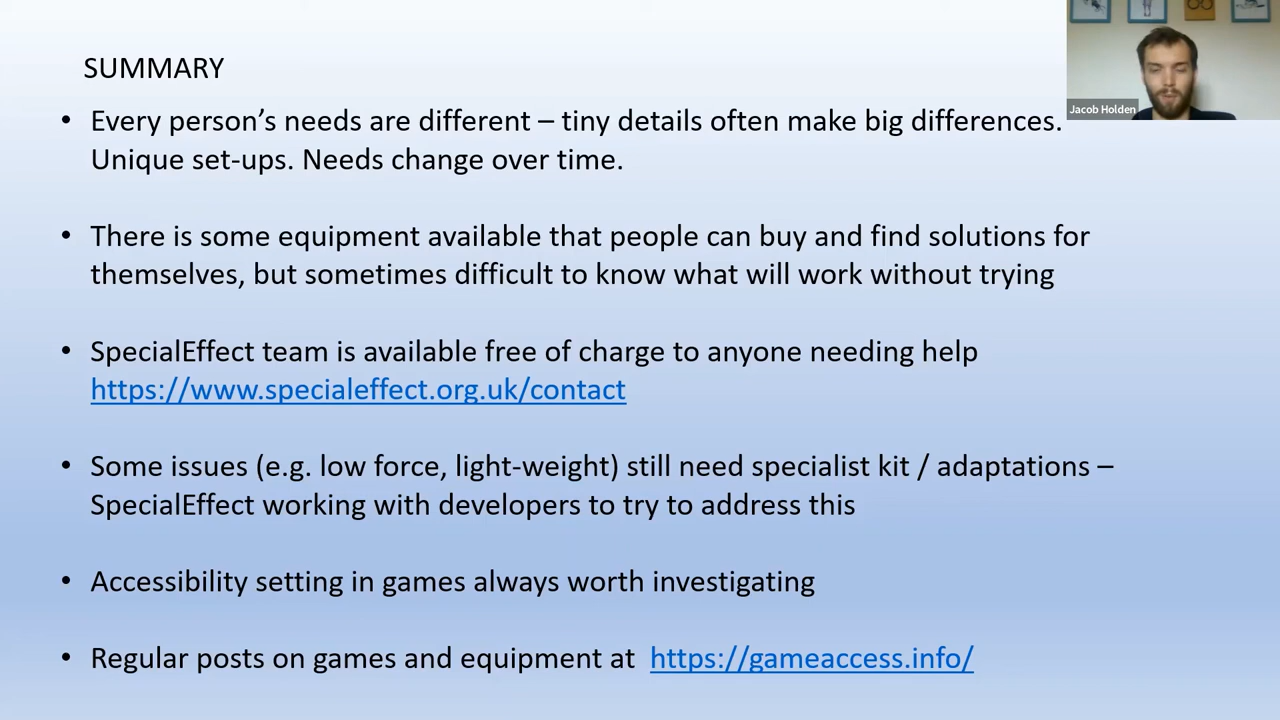 SUMMARY
• Every person’s needs are different – tiny details often make big differences.
Unique set-ups. Needs change over time.
• There is some equipment available that people can buy and find solutions for
themselves, but sometimes difficult to know what will work without trying
• SpecialEffect team is available free of charge to anyone needing help
https://www.specialeffect.org.uk/contact
• Some issues (e.g. low force, light-weight) still need specialist kit / adaptations –
SpecialEffect working with developers to try to address this
• Accessibility setting in games always worth investigating
• Regular posts on games and equipment at https://gameaccess.info/
Jacob Holden